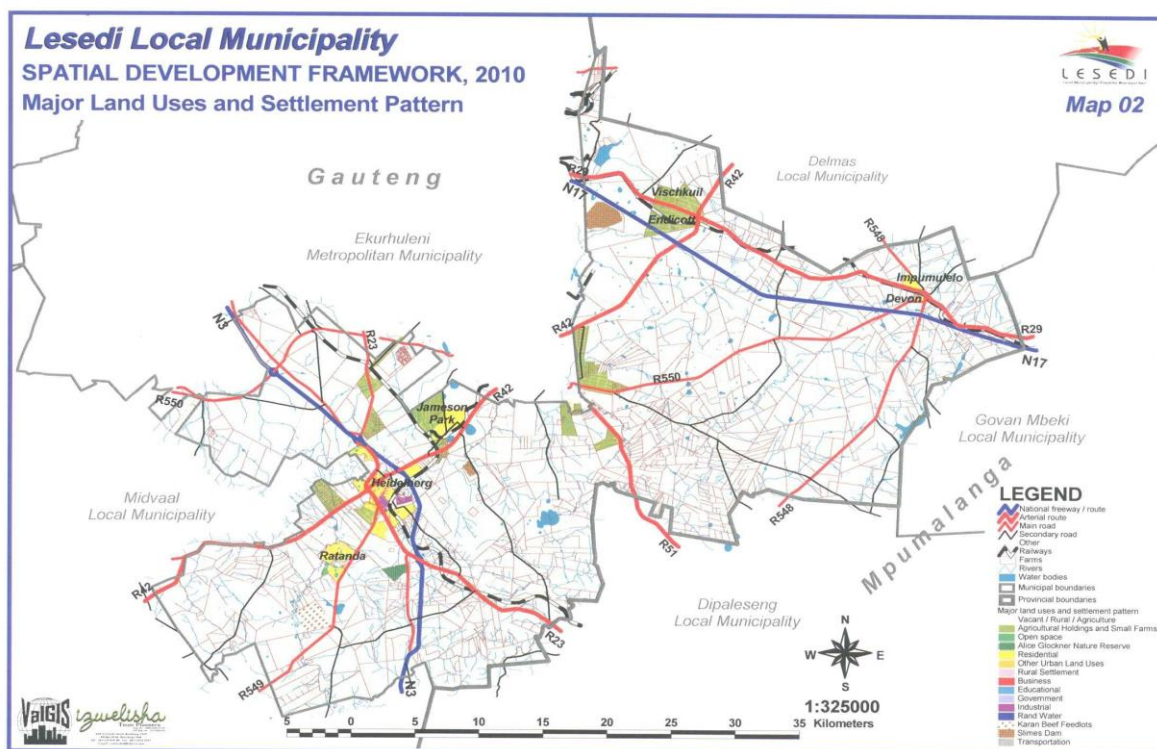 Lesedi Local Municipality
SPATIAL DEVELOPMENT FRAMEWORK, 2010
Major Land Uses and Settlement Pattern
LESEDI
Map 02
Gauteng
Ekurhuleni
Metropolitan Municipality
Delmas
Local Municipality
R29
N17
Vischkuil
R42
Endicott
R548
Impumulelo
Devon
R29
N17
R42
N3
R23
R550
R550
Jameson
Park
R42
Govan Mbeki
Local Municipality
Midvaal
Local Municipality
Heidelberg
R548
R51
Mpumalanga
Ratanda
R42
Dipaleseng
Local Municipality
R23
R549
N3
LEGEND
National freeway / route
Arterial route
Main road
Secondary road
Other
Railways
Farms
Rivers
Water bodies
Municipal boundaries
Provincial boundaries
Major land uses and settlement pattern
Vacant / Rural / Agriculture
Agricultural Holdings and Small Farms
Open space
Alice Glockner Nature Reserve
Residential
Other Urban Land Uses
Rural Settlement
Business
Educational
Government
Industrial
Rand Water
Karan Beef Feedlots
Slimes Dam
Transportation
N
W E
S
1:325000
Kilometers
5 0 5 10 15 20 25 30 35
ValGIS
izwelisha
Town Planners